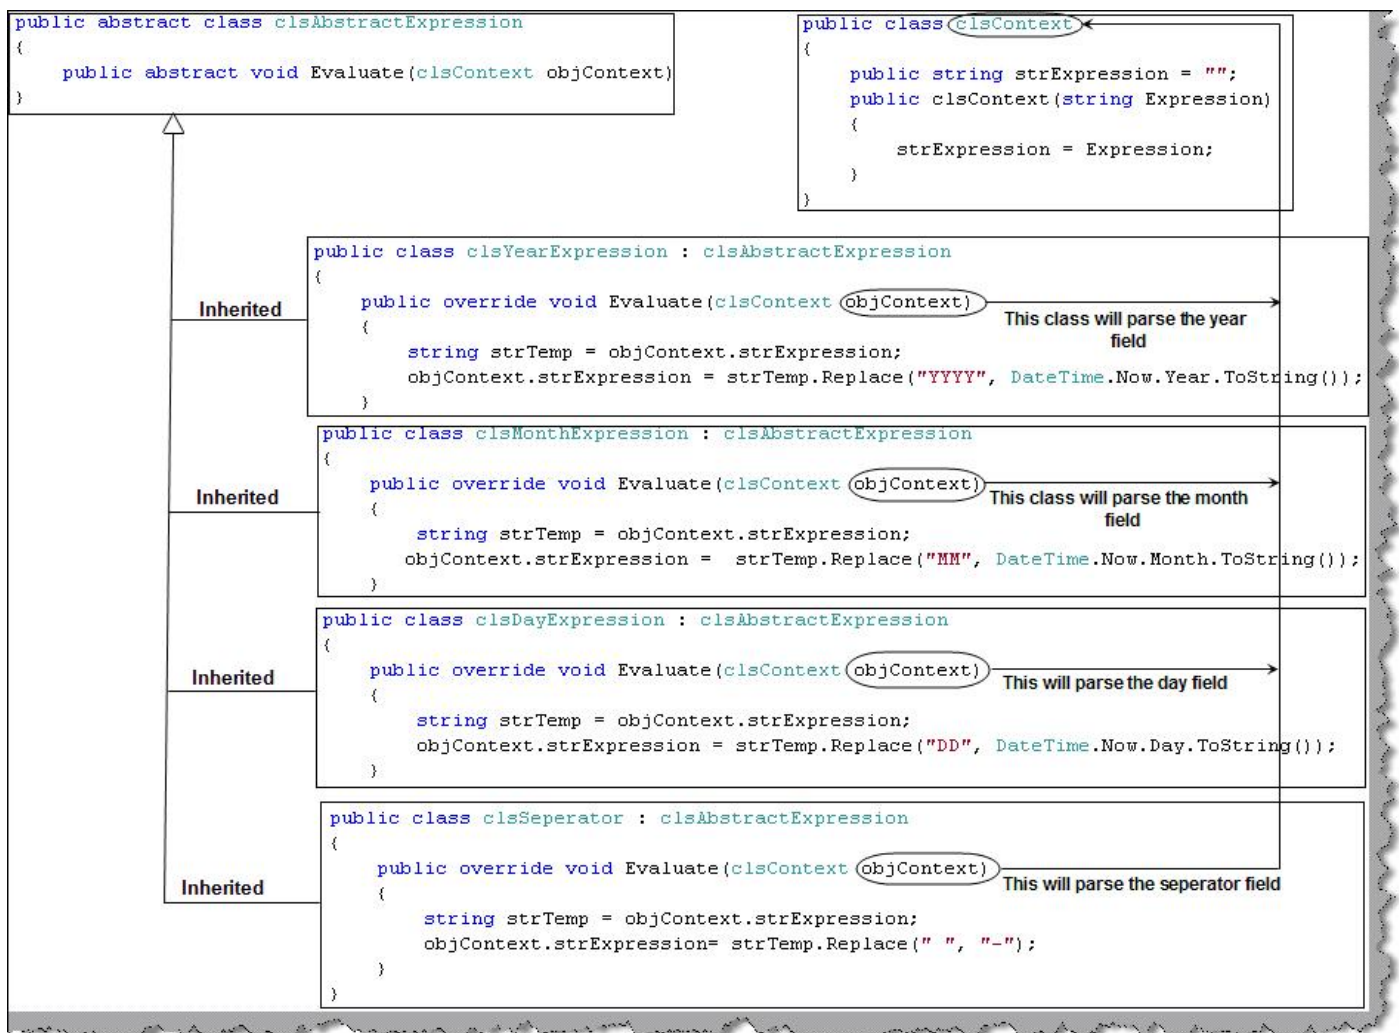 public abstract class clsAbstractExpression
{
public abstract void Evaluate(clsContext objContext)
}
public class clsContext
{
public string strExpression = "";
public clsContext(string Expression)
{
strExpression = Expression;
}
}
public class clsYearExpression : clsAbstractExpression
{
public override void Evaluate(clsContext objContext)
{
string strTemp = objContext.strExpression;
objContext.strExpression = strTemp.Replace("YYYY", DateTime.Now.Year.ToString());
}
Inherited
This class will parse the year
field
public class clsMonthExpression : clsAbstractExpression
{
public override void Evaluate(clsContext objContext)
{
string strTemp = objContext.strExpression;
objContext.strExpression = strTemp.Replace("MM", DateTime.Now.Month.ToString());
}
Inherited
This class will parse the month
field
public class clsDayExpression : clsAbstractExpression
{
public override void Evaluate(clsContext objContext)
{
string strTemp = objContext.strExpression;
objContext.strExpression = strTemp.Replace("DD", DateTime.Now.Day.ToString());
}
Inherited
This will parse the day field
public class clsSeperator : clsAbstractExpression
{
public override void Evaluate(clsContext objContext)
{
string strTemp = objContext.strExpression;
objContext.strExpression= strTemp.Replace(" ", "-");
}
}
Inherited
This will parse the seperator field